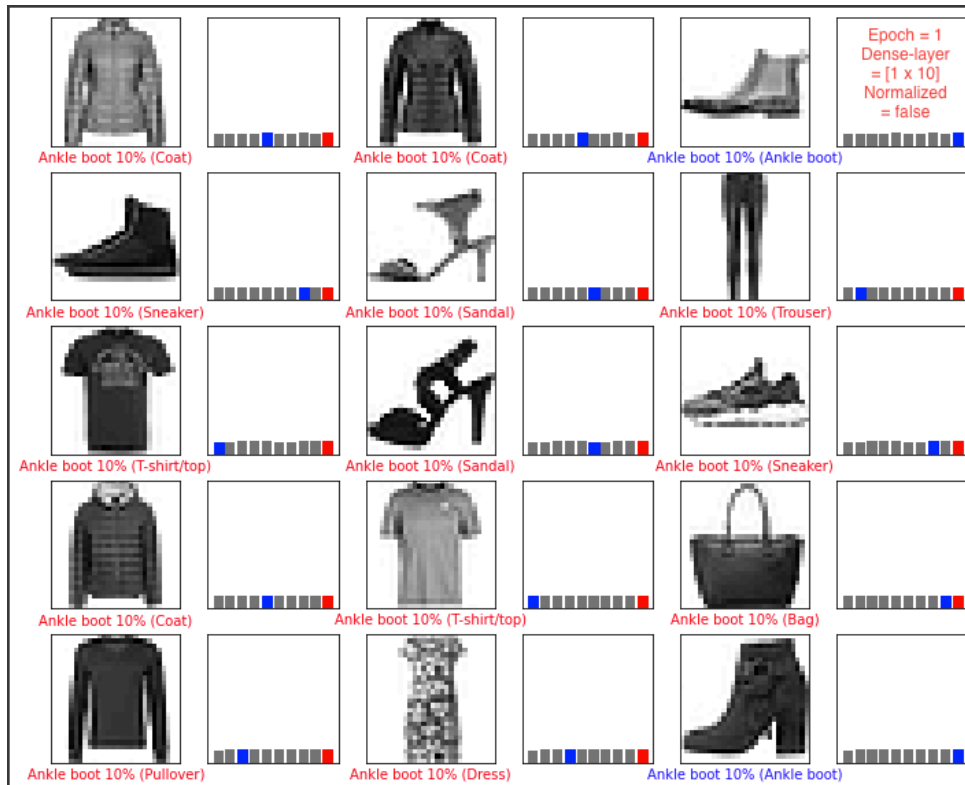 Epoch = 1
Dense-layer
= [1 x 10]
Normalized
= false
Ankle boot 10% (Coat)
Ankle boot 10% (Coat)
Ankle boot 10% (Ankle boot)
Ankle boot 10% (Sneaker)
Ankle boot 10% (Sandal)
Ankle boot 10% (Trouser)
Ankle boot 10% (T-shirt/top)
Ankle boot 10% (Sandal)
Ankle boot 10% (Sneaker)
Ankle boot 10% (Coat)
Ankle boot 10% (T-shirt/top)
Ankle boot 10% (Bag)
Ankle boot 10% (Pullover)
Ankle boot 10% (Dress)
Ankle boot 10% (Ankle boot)